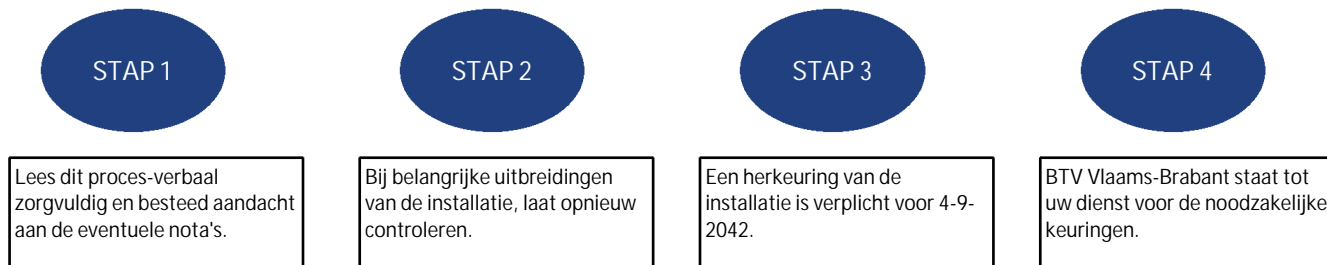 STAP 1
Lees dit proces-verbaal
zorgvuldig en besteed aandacht
aan de eventuele nota's.
STAP 2
Bij belangrijke uitbreidingen
van de installatie, laat opnieuw
controleren.
STAP 3
Een herkeuring van de
installatie is verplicht voor 4-9-
2042.
STAP 4
BTV Vlaams-Brabant staat tot
uw dienst voor de noodzakelijke
keuringen.